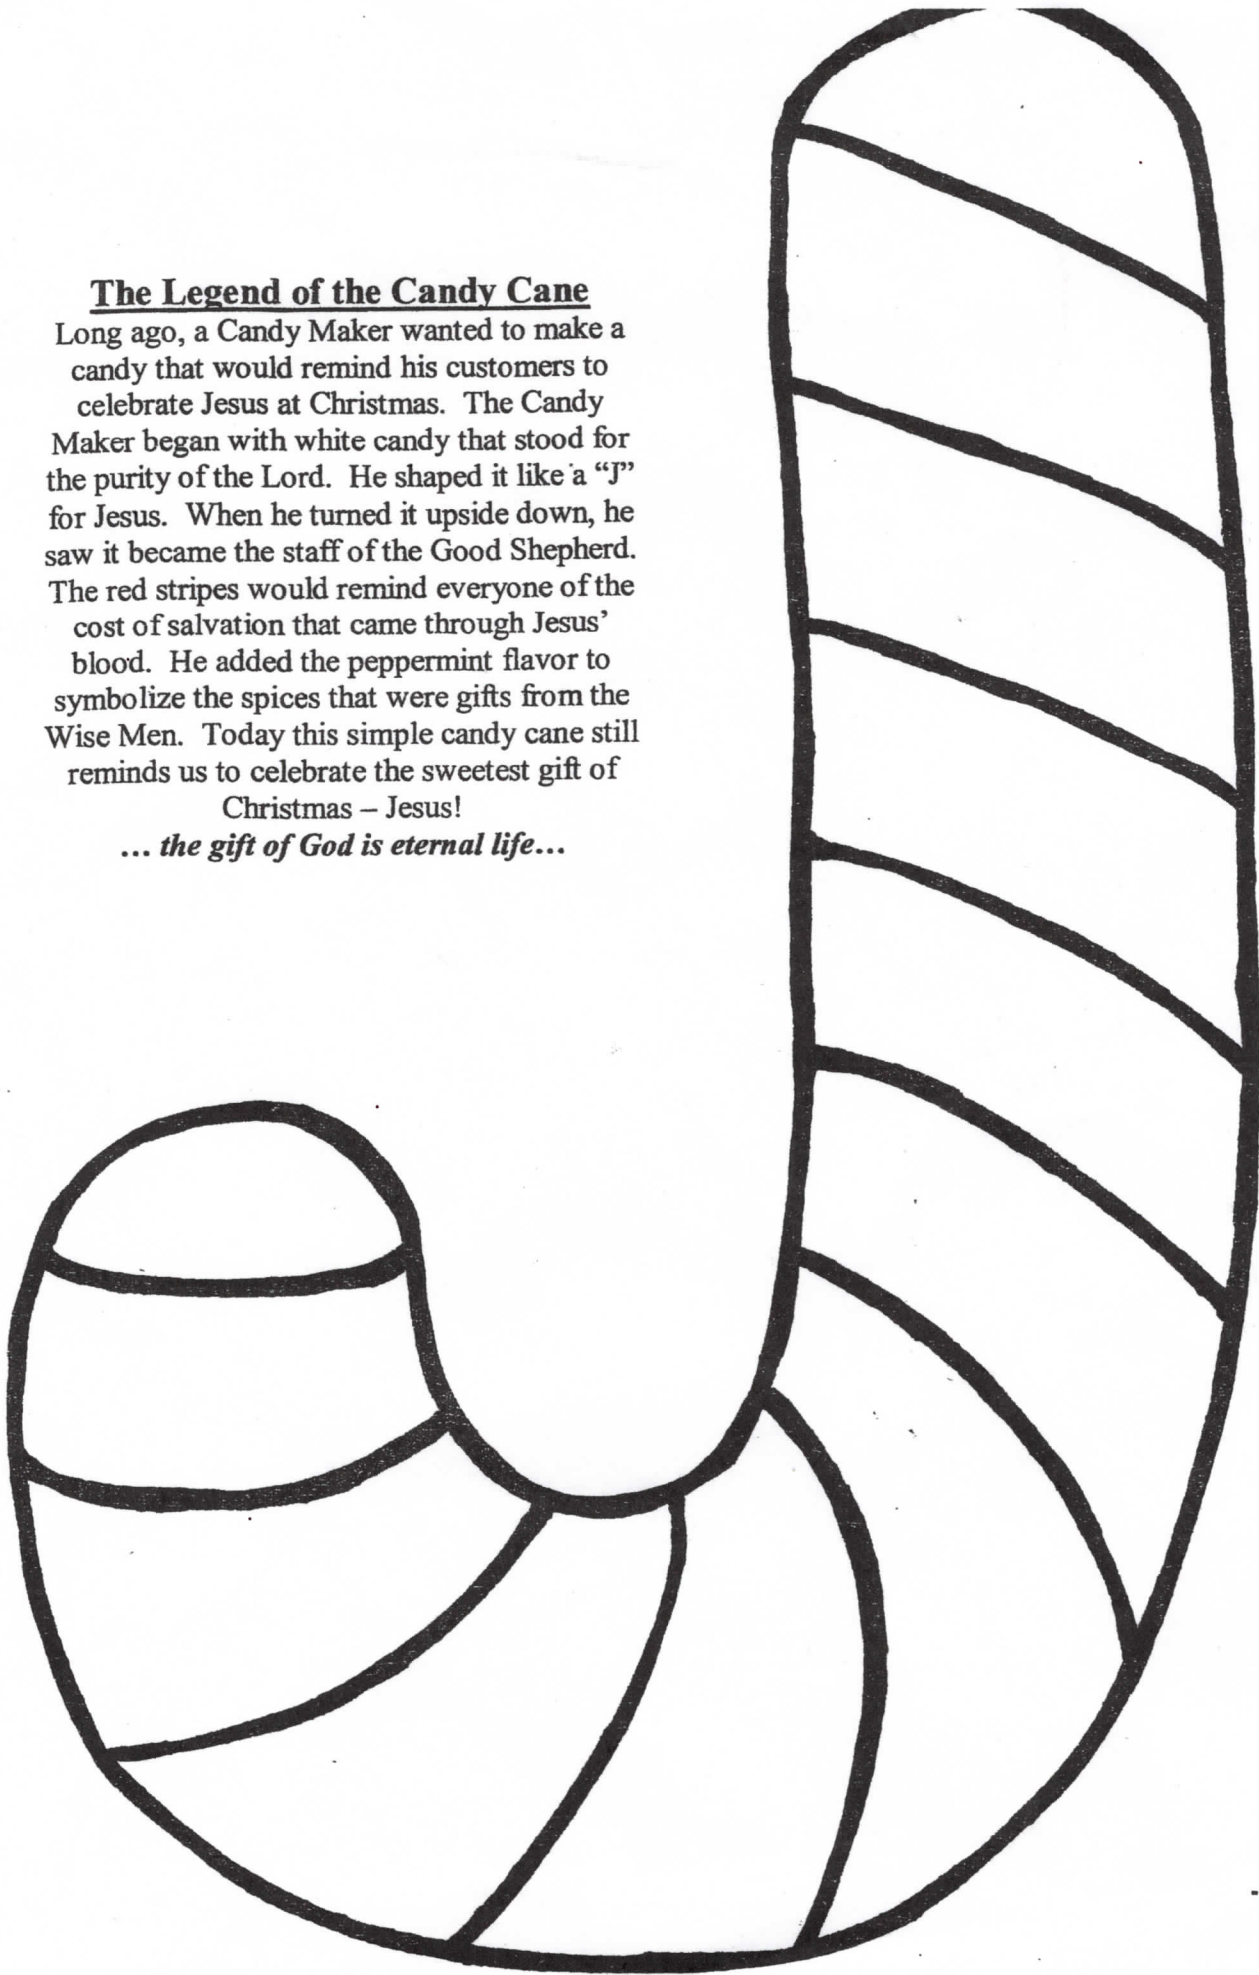 The Legend of the Candy Cane
Long ago, a Candy Maker wanted to make a
candy that would remind his customers to
celebrate Jesus at Christmas. The Candy
Maker began with white candy that stood for
the purity of the Lord. He shaped it like a “J”
for Jesus. When he turned it upside down, he
saw it became the staff of the Good Shepherd.
The red stripes would remind everyone of the
cost of salvation that came through Jesus’
blood. He added the peppermint flavor to
symbolize the spices that were gifts from the
Wise Men. Today this simple candy cane still
reminds us to celebrate the sweetest gift of
Christmas – Jesus!
... the gift of God is eternal life...